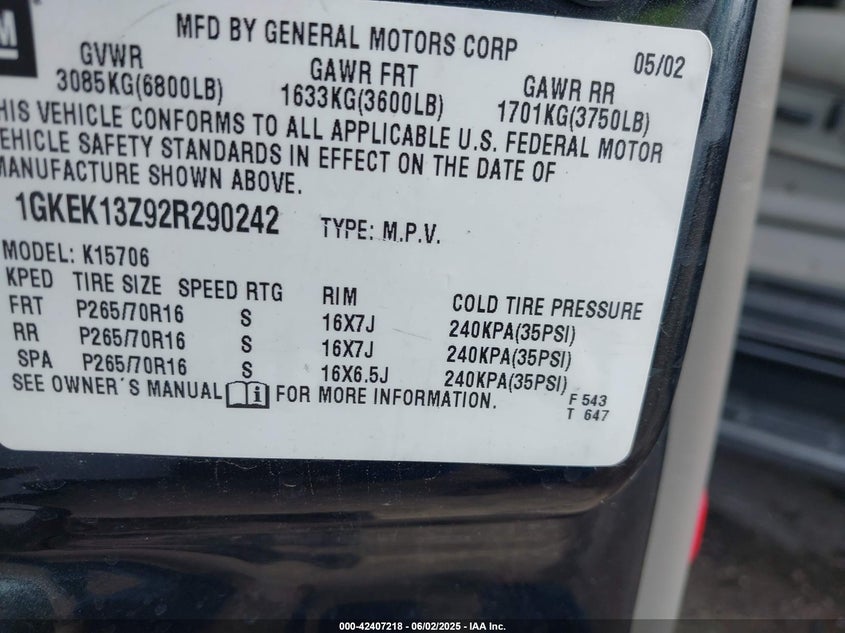 GM
MFD BY GENERAL MOTORS CORP 05/02
GVWR GAWR FRT GAWR RR
3085KG(6800LB) 1633KG(3600LB) 1701KG(3750LB)
HIS VEHICLE CONFORMS TO ALL APPLICABLE U.S. FEDERAL MOTOR
EHICLE SAFETY STANDARDS IN EFFECT ON THE DATE OF
MANUFACTURE SHOWN ABOVE.
1GKEK13Z92R290242 TYPE: M.P.V.
MODEL: K15706
KPED TIRE SIZE SPEED RTG RIM COLD TIRE PRESSURE
FRT P265/70R16 S 16X7J 240KPA(35PSI)
RR P265/70R16 S 16X7J 240KPA(35PSI)
SPA P265/70R16 S 16X6.5J 240KPA(35PSI)
SEE OWNER´S MANUAL i FOR MORE INFORMATION.
F 543
T 647
000-42407218 - 06/02/2025 - IAA Inc.